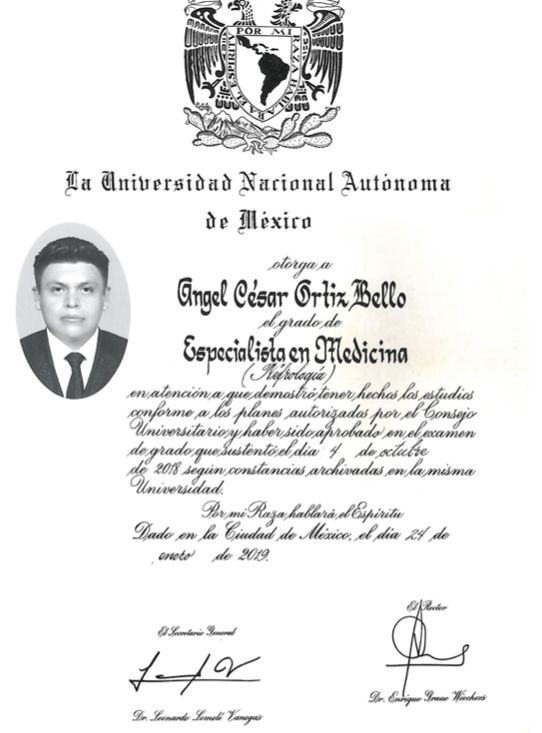 POR MI RAZA HABLARA EL ESPIRITU
La Universidad Nacional Autónoma
de México
otorga a
Angel César Ortiz Bello
el grado de
Especialista en Medicina
(Nefrología)
en atención a que demostró tener hechos los estudios
conforme a los planes autorizados por el Consejo
Universitario y haber sido aprobado en el examen
de grado que sustentó el día 4 de octubre
de 2018 según constancias archivadas en la misma
Universidad.
Por mi Raza hablará el Espíritu
Dado en la Ciudad de México, el día 24 de
enero de 2019.
El Secretario General
Dr. Leonardo Lomelí Vanegas
El Rector
Dr. Enrique Graue Wiechers